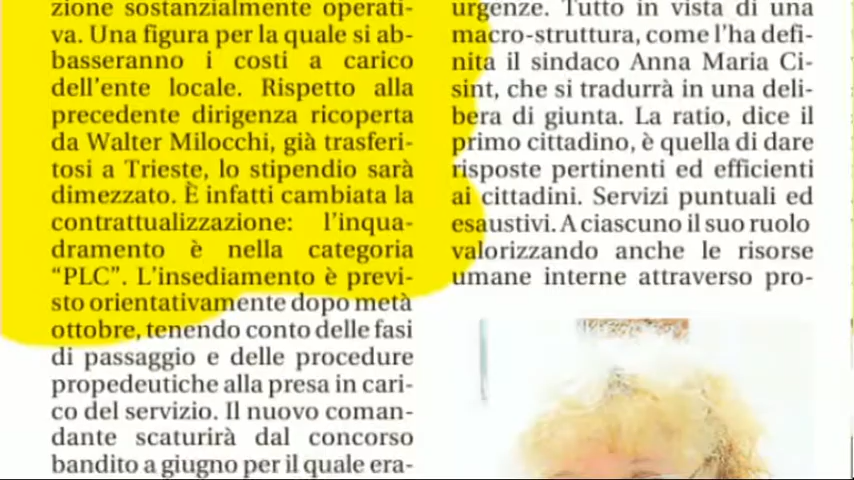 zione sostanzialmente operati-
va. Una figura per la quale si ab-
basseranno i costi a carico
dell'ente locale. Rispetto alla
precedente dirigenza ricoperta
da Walter Milocchi, già trasferi-
tosi a Trieste, lo stipendio sarà
dimezzato. È infatti cambiata la
contrattualizzazione: l'inqua-
dramento è nella categoria
“PLC”. L'insediamento è previ-
sto orientativamente dopo metà
ottobre, tenendo conto delle fasi
di passaggio e delle procedure
propedeutiche alla presa in cari-
co del servizio. Il nuovo coman-
dante scaturirà dal concorso
bandito a giugno per il quale era-
urgenze. Tutto in vista di una
macro-struttura, come l'ha defi-
nita il sindaco Anna Maria Ci-
sint, che si tradurrà in una deli-
bera di giunta. La ratio, dice il
primo cittadino, è quella di dare
risposte pertinenti ed efficienti
ai cittadini. Servizi puntuali ed
esaustivi. A ciascuno il suo ruolo
valorizzando anche le risorse
umane interne attraverso pro-